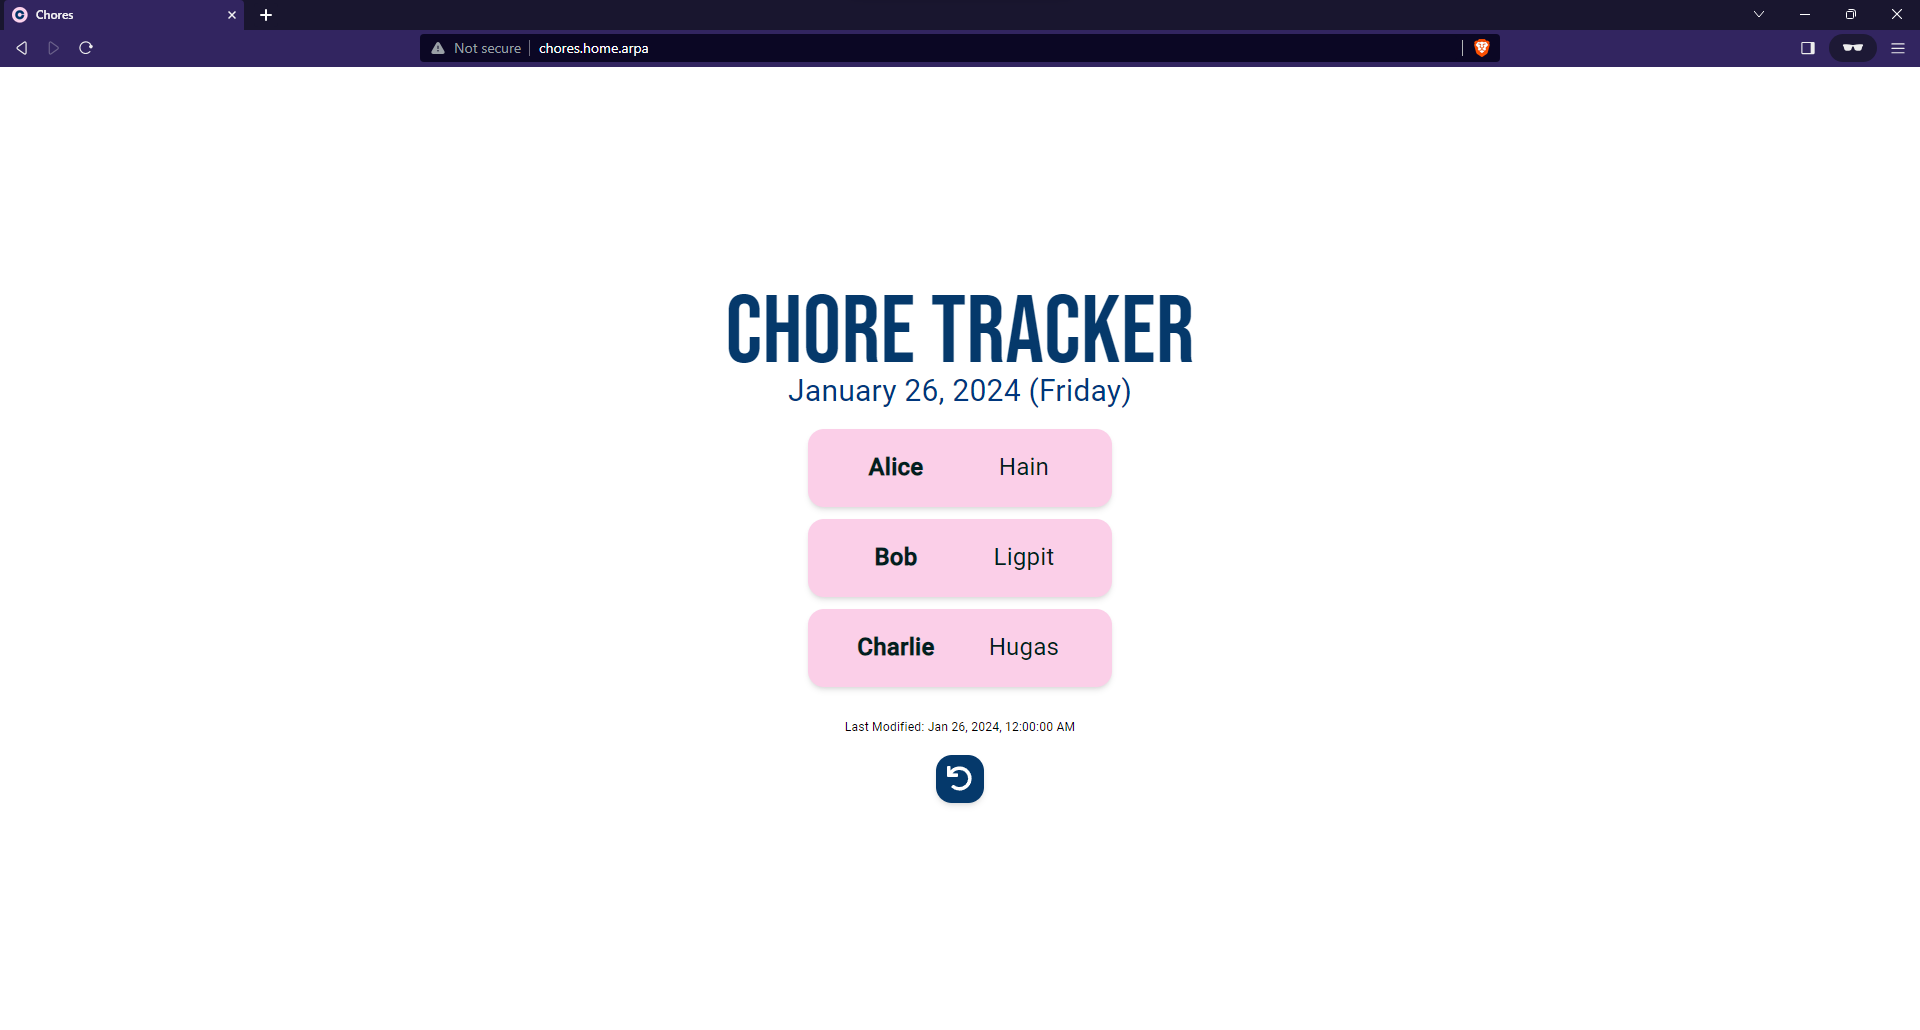 Chores
Not secure
chores.home.arpa
CHORE TRACKER
January 26, 2024 (Friday)
Alice Hain
Bob Ligpit
Charlie Hugas
Last Modified: Jan 26, 2024, 12:00:00 AM